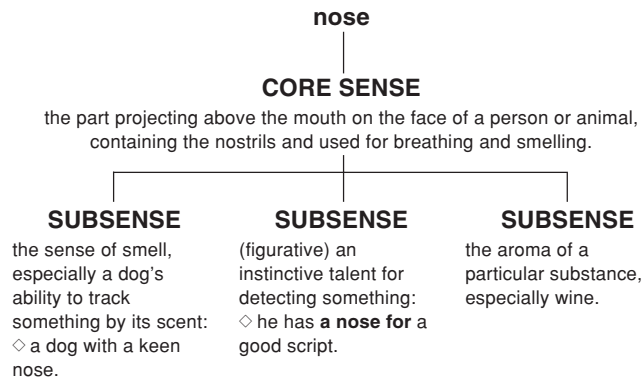 nose
CORE SENSE
the part projecting above the mouth on the face of a person or animal,
containing the nostrils and used for breathing and smelling.
SUBSENSE
the sense of smell,
especially a dog's
ability to track
something by its scent:
◇ a dog with a keen
nose.
SUBSENSE
(figurative) an
instinctive talent for
detecting something:
◇ he has a nose for a
good script.
SUBSENSE
the aroma of a
particular substance,
especially wine.